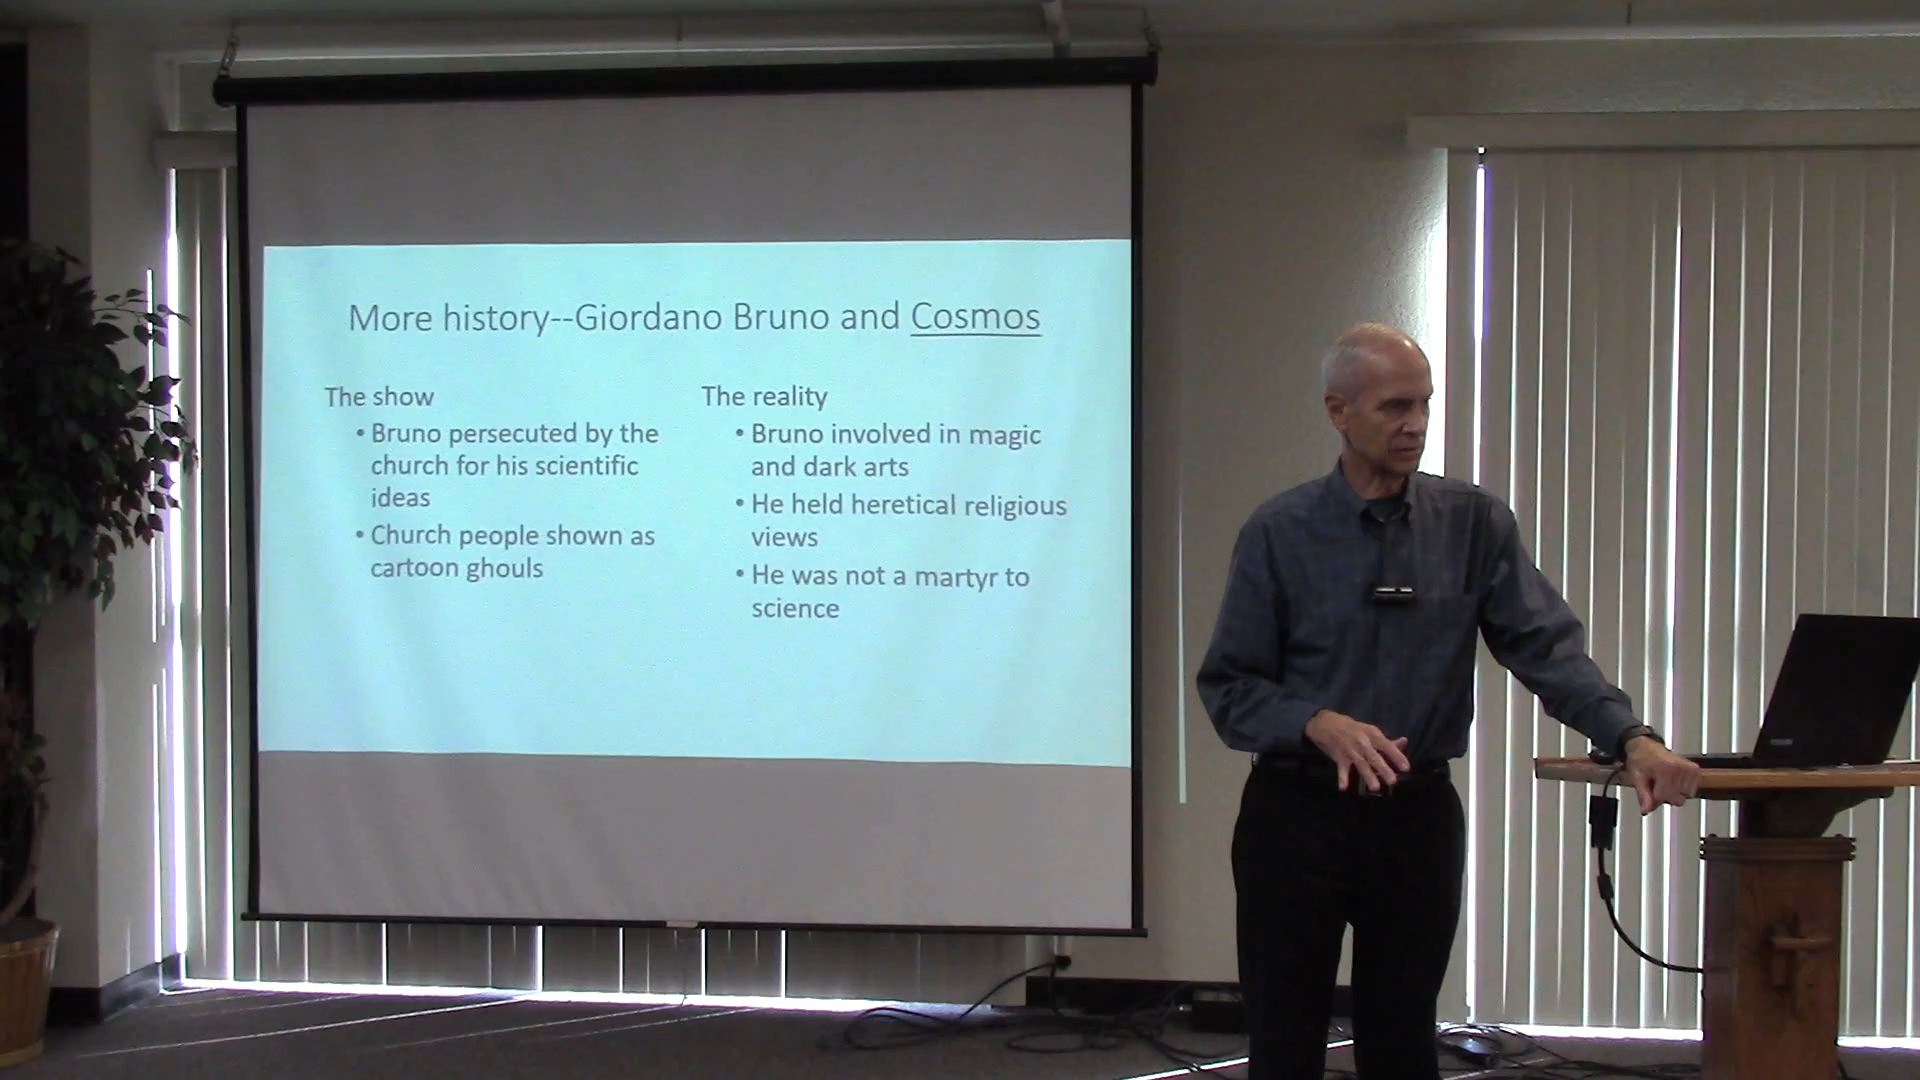 More history--Giordano Bruno and Cosmos
The show
• Bruno persecuted by the
church for his scientific
ideas
• Church people shown as
cartoon ghouls
The reality
• Bruno involved in magic
and dark arts
• He held heretical religious
views
• He was not a martyr to
science